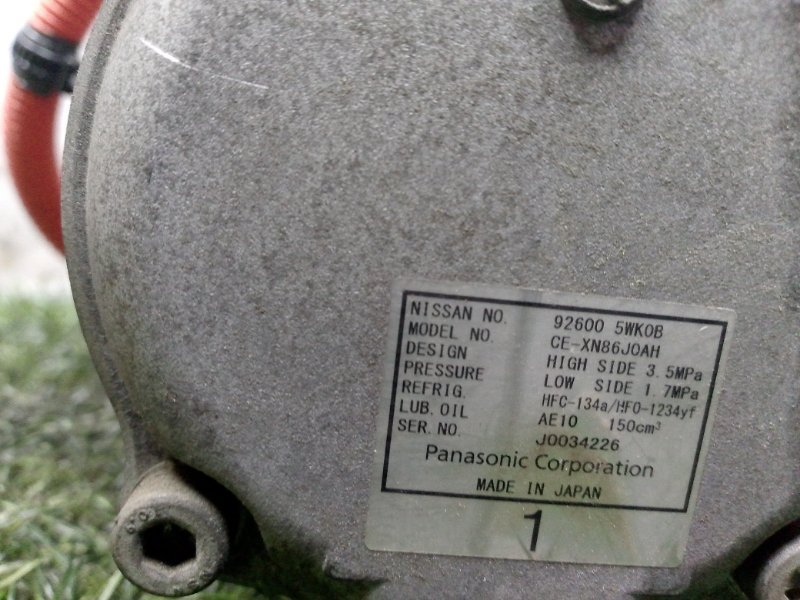 NISSAN NO. 92600 5WK0B
MODEL NO. CE-XN86J0AH
DESIGN HIGH SIDE 3.5MPa
PRESSURE LOW SIDE 1.7MPa
REFRIG. HFC-134a/HFO-1234yf
LUB. OIL AE10 150cm³
SER. NO. J0034226
Panasonic Corporation
MADE IN JAPAN
1